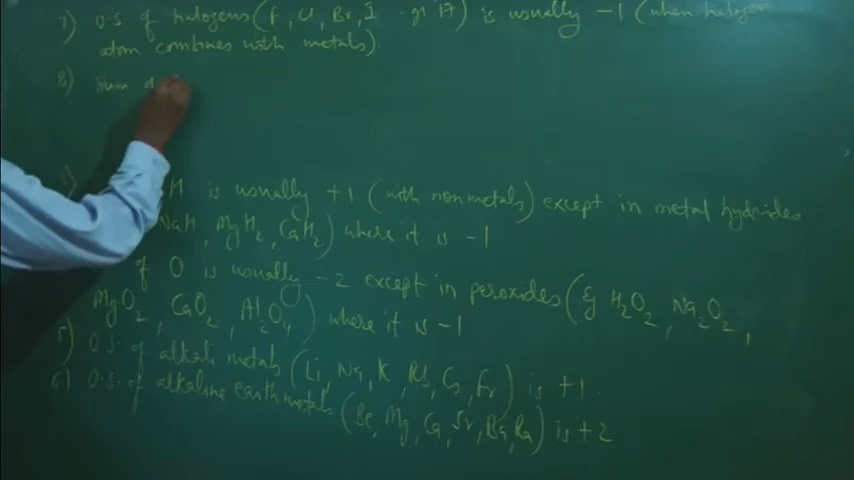 7) O.S. of halogens (F, Cl, Br, I - gr 17) is usually -1 (when halogen
atom combines with metals).
8) Sum
3) H is usually +1 (with nonmetals) except in metal hydrides
NaH, MgH2, CaH2) where it is -1
of O is usually -2 except in peroxides (Eg H2O2, Na2O2,
MgO2, CaO2, Al2O4) where it is -1
5) O.S. of alkali metals (Li, Na, K, Rb, Cs, Fr) is +1.
6) O.S. of alkaline earth metals (Be, Mg, Ca, Sr, Ba, Ra) is +2